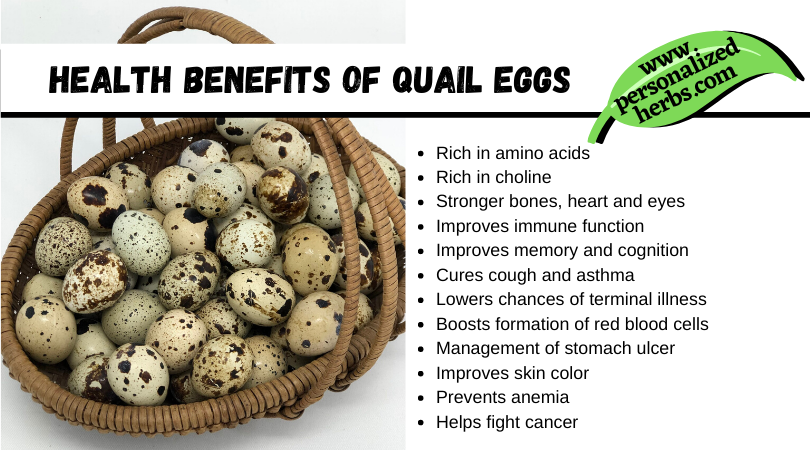 HEALTH BENEFITS OF QUAIL EGGS
www.
personalized
herbs.com
• Rich in amino acids
• Rich in choline
• Stronger bones, heart and eyes
• Improves immune function
• Improves memory and cognition
• Cures cough and asthma
• Lowers chances of terminal illness
• Boosts formation of red blood cells
• Management of stomach ulcer
• Improves skin color
• Prevents anemia
• Helps fight cancer